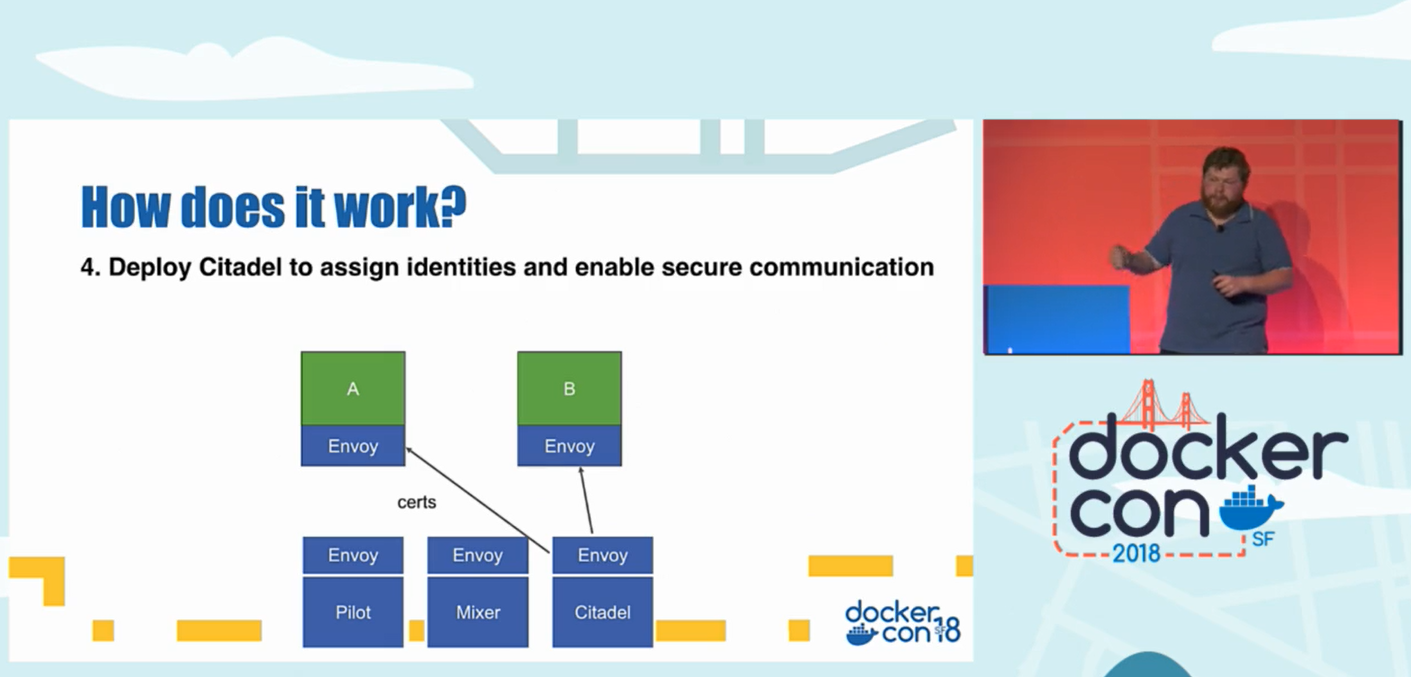 How does it work?
4. Deploy Citadel to assign identities and enable secure communication
A
B
Envoy
Envoy
certs
Envoy
Envoy
Envoy
Pilot
Mixer
Citadel
docker
con 18
SF
docker
con
2018
SF